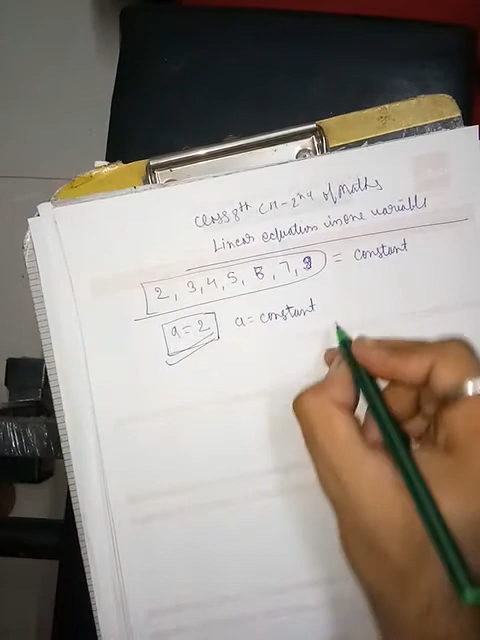 Class 8th CH-2nd of Maths
Linear equation in one variable
2, 3, 4, 5, 6, 7, 9 = constant
a = 2 a = constant